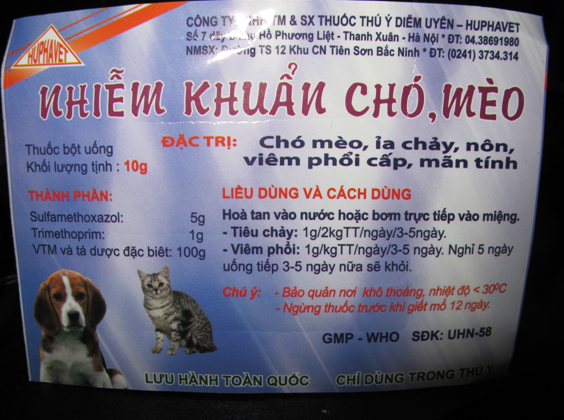 HUPHAVET
CÔNG TY TM & SX THUỐC THÚ Y DIỄM UYÊN – HUPHAVET
Số 7 dãy Hồ Phương Liệt - Thanh Xuân - Hà Nội * ĐT: 04.38691980
NMSX: Đường TS 12 Khu CN Tiên Sơn Bắc Ninh * ĐT: (0241) 3734.314
NHIỄM KHUẨN CHÓ, MÈO
Thuốc bột uống
Khối lượng tịnh : 10g
ĐẶC TRỊ: Chó mèo, ỉa chảy, nôn,
viêm phổi cấp, mãn tính
THÀNH PHẦN:
Sulfamethoxazol: 5g
Trimethoprim: 1g
VTM và tá dược đặc biêt: 100g
LIỀU DÙNG VÀ CÁCH DÙNG
Hoà tan vào nước hoặc bơm trực tiếp vào miệng.
- Tiêu chảy: 1g/2kgTT/ngày/3-5ngày.
- Viêm phổi: 1g/kgTT/ngày/3-5 ngày. Nghỉ 5 ngày
uống tiếp 3-5 ngày nữa sẽ khỏi.
Chú ý: - Bảo quản nơi khô thoáng, nhiệt độ < 30ºC
- Ngừng thuốc trước khi giết mổ 12 ngày.
GMP - WHO SĐK: UHN-58
LƯU HÀNH TOÀN QUỐC CHỈ DÙNG TRONG THÚ Y